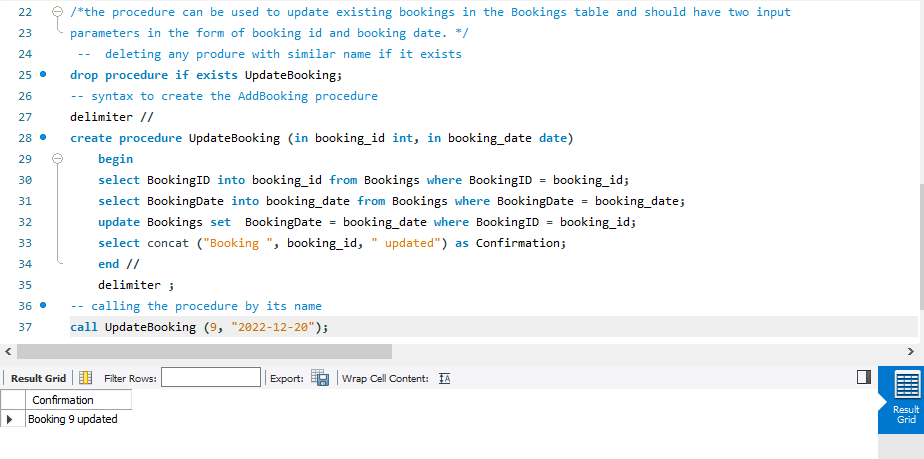 22 /*the procedure can be used to update existing bookings in the Bookings table and should have two input
23 parameters in the form of booking id and booking date. */
24 -- deleting any produre with similar name if it exists
25 drop procedure if exists UpdateBooking;
26 -- syntax to create the AddBooking procedure
27 delimiter //
28 create procedure UpdateBooking (in booking_id int, in booking_date date)
29 begin
30 select BookingID into booking_id from Bookings where BookingID = booking_id;
31 select BookingDate into booking_date from Bookings where BookingDate = booking_date;
32 update Bookings set  BookingDate = booking_date where BookingID = booking_id;
33 select concat ("Booking ", booking_id, " updated") as Confirmation;
34 end //
35 delimiter ;
36 -- calling the procedure by its name
37 call UpdateBooking (9, "2022-12-20");
Result Grid Filter Rows: Export: Wrap Cell Content: IA
Confirmation
Booking 9 updated
Result
Grid